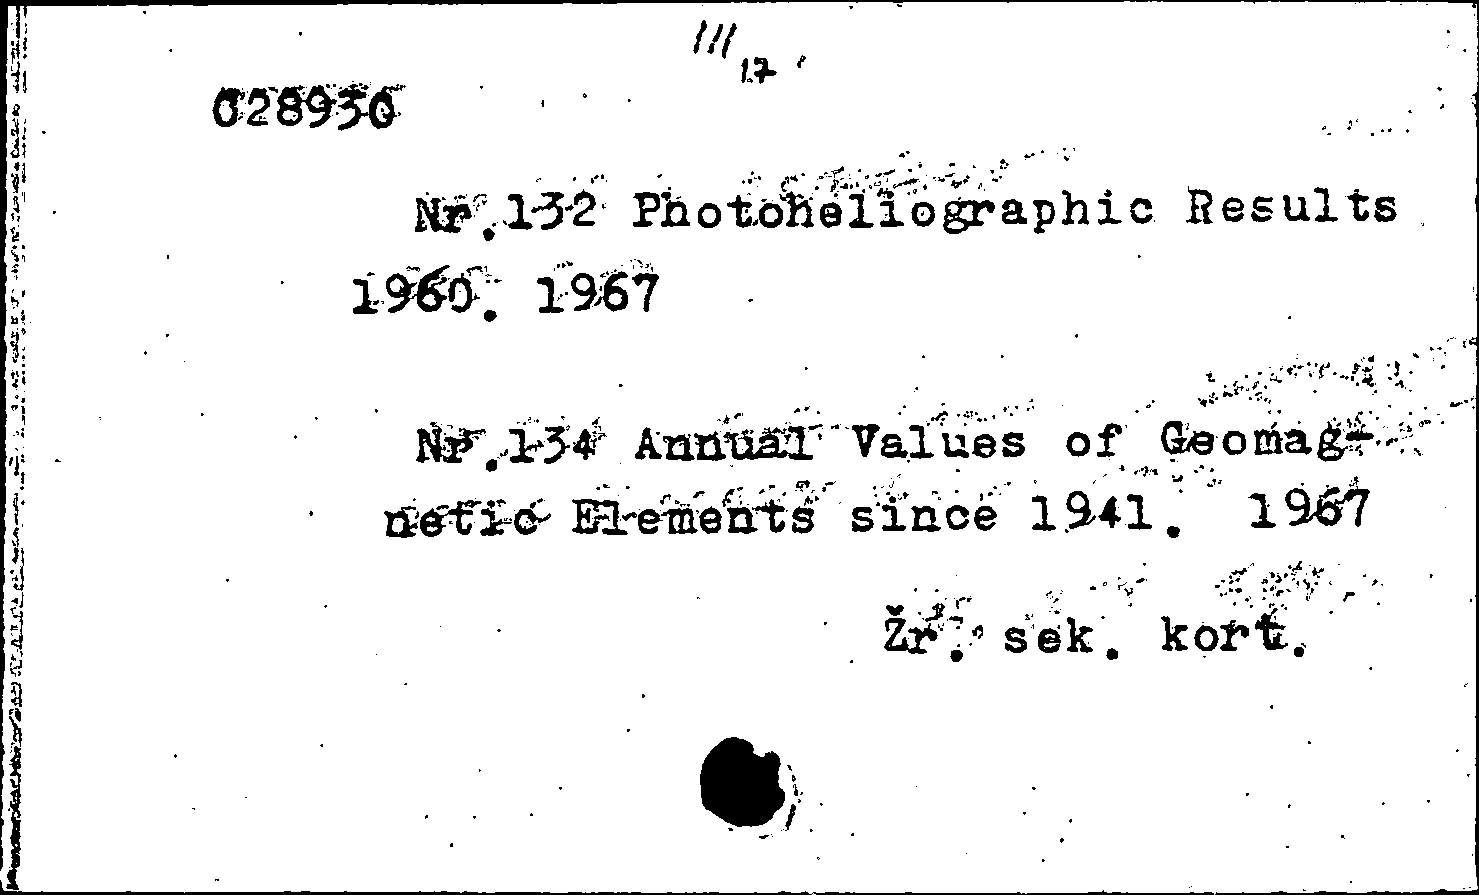 III
17
028930
Nr.132 Photoheliographic Results
1960. 1967
Nr.134 Annual Values of Geomag-
netic Elements since 1941. 1967
Žr. sek. kort.